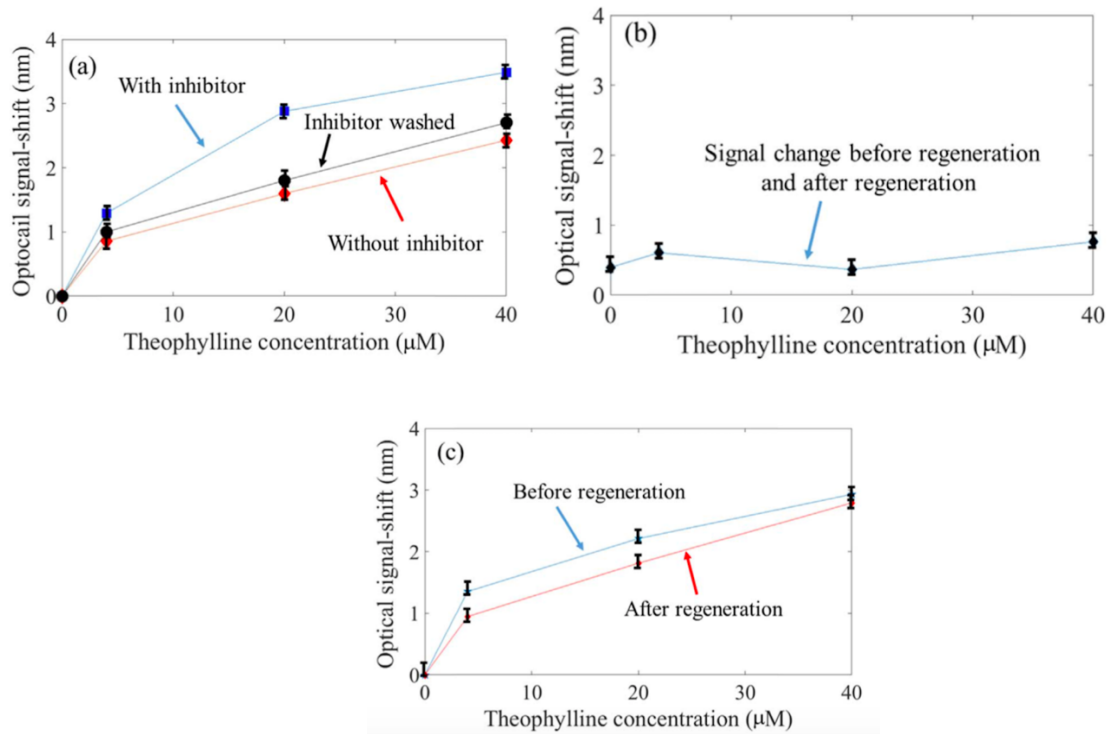 (a)
With inhibitor
Inhibitor washed
Without inhibitor
Optocail signal-shift (nm)
4
3
2
1
0
0 10 20 30 40
Theophylline concentration (μM)
(b)
Signal change before regeneration
and after regeneration
Optical signal-shift (nm)
4
3
2
1
0
0 10 20 30 40
Theophylline concentration (μM)
(c)
Before regeneration
After regeneration
Optical signal-shift (nm)
4
3
2
1
0
0 10 20 30 40
Theophylline concentration (μM)